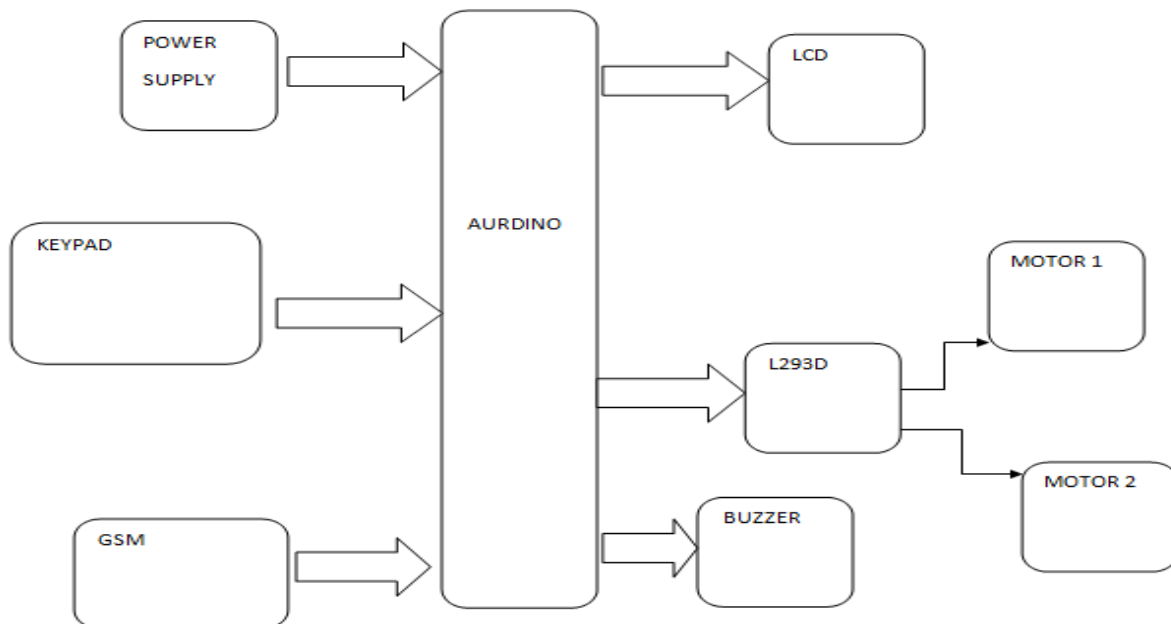 POWER
SUPPLY
LCD
AURDINO
KEYPAD
MOTOR 1
L293D
MOTOR 2
BUZZER
GSM